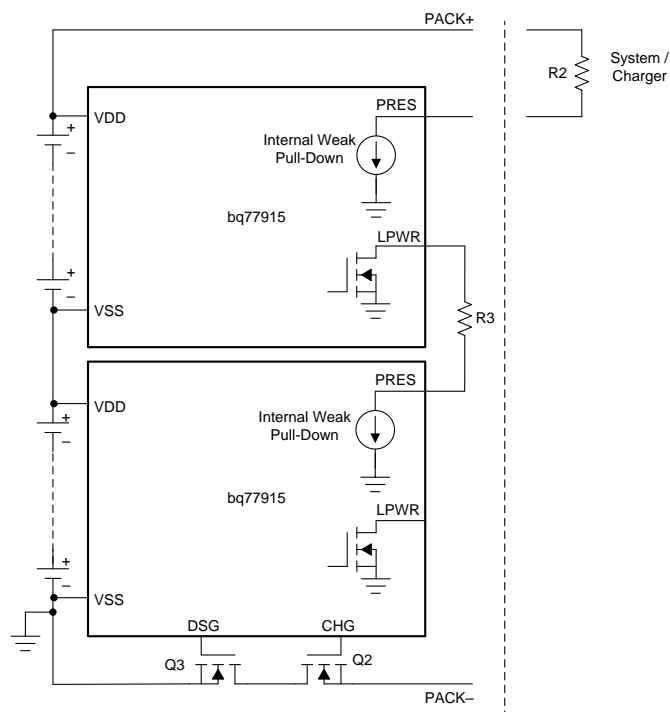 PACK+
R2
System /
Charger
VDD
PRES
+
–
Internal Weak
Pull-Down
bq77915
LPWR
+
–
VSS
R3
PRES
VDD
+
–
Internal Weak
Pull-Down
bq77915
LPWR
+
–
VSS
DSG
CHG
Q3
Q2
PACK–